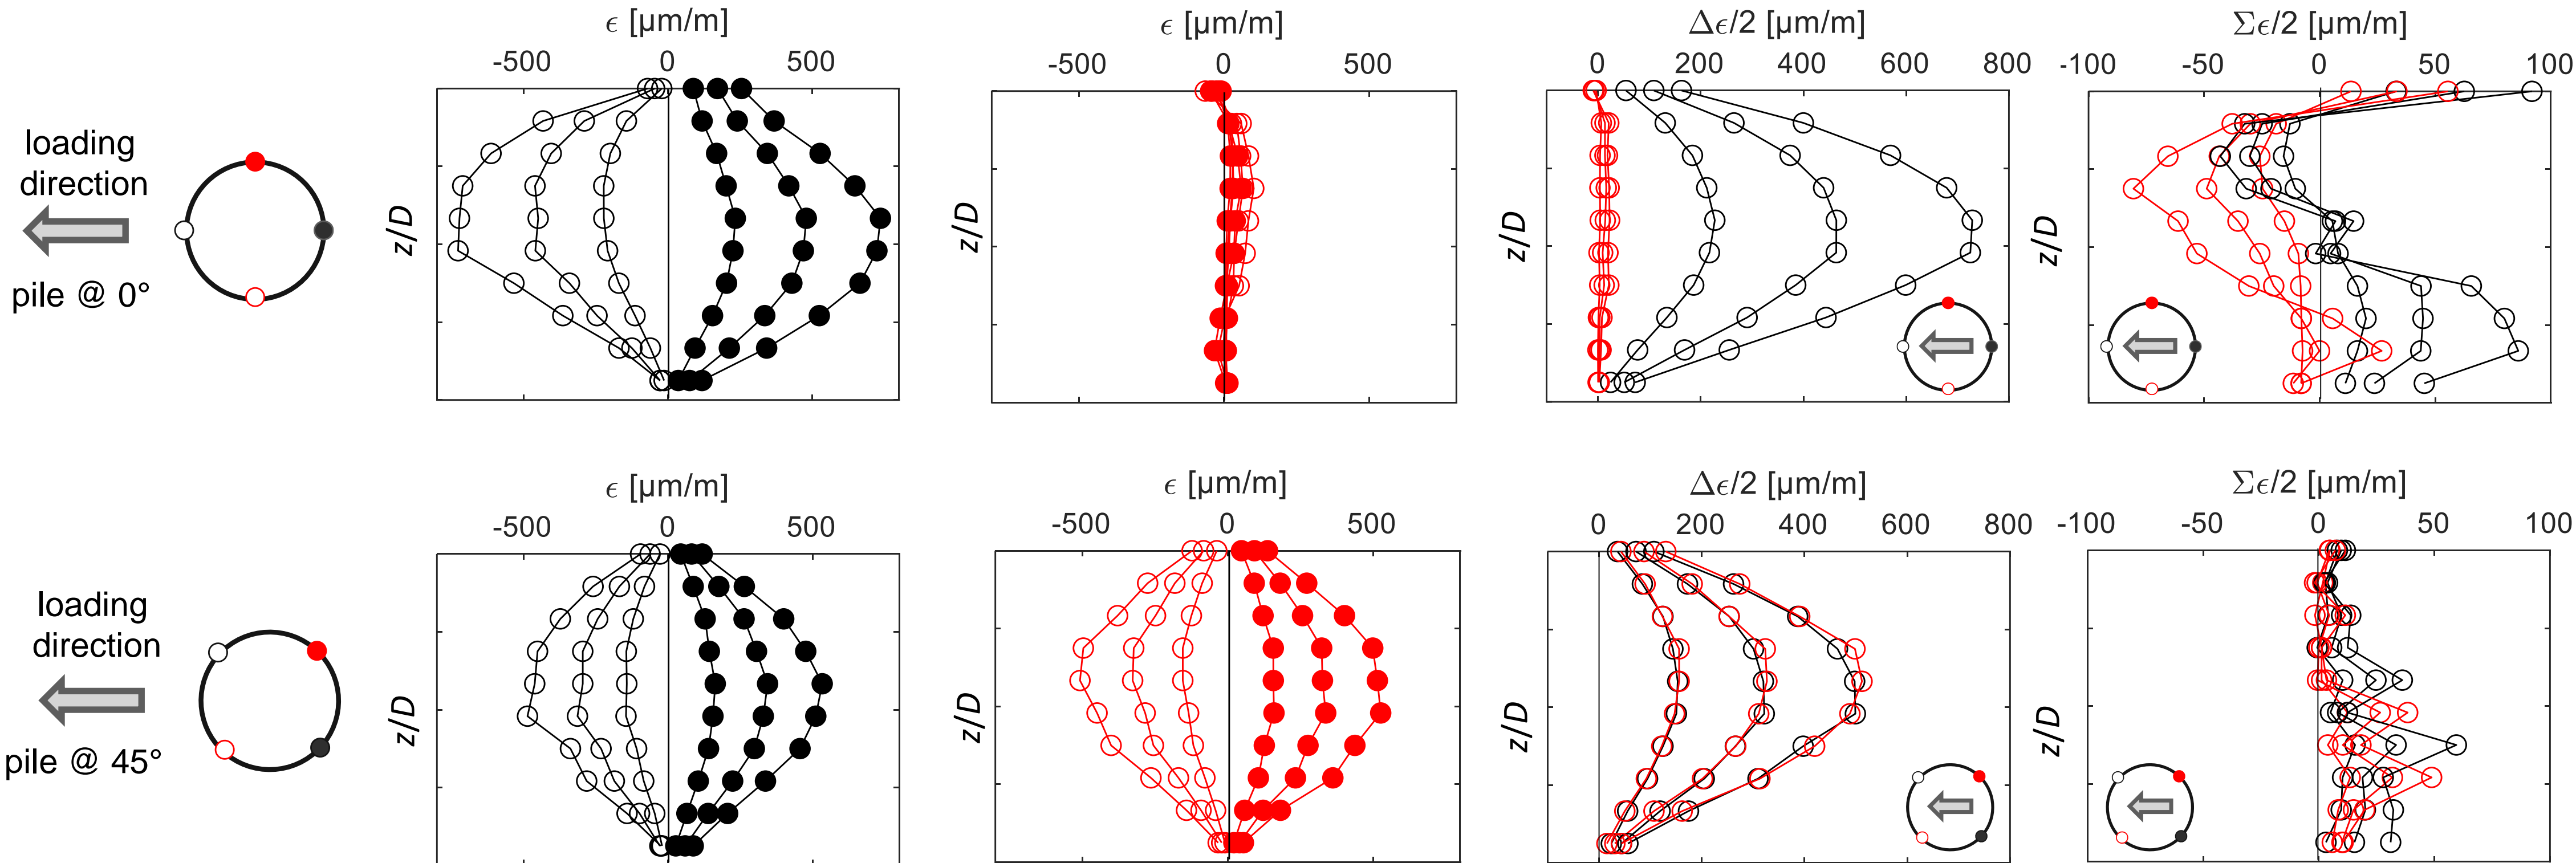 ϵ [µm/m]
-500 0 500
ϵ [µm/m]
-500 0 500
Δϵ/2 [µm/m]
0 200 400 600 800
Σϵ/2 [µm/m]
-100 -50 0 50 100
loading
direction
pile @ 0°
z/D
z/D
z/D
z/D
ϵ [µm/m]
-500 0 500
ϵ [µm/m]
-500 0 500
Δϵ/2 [µm/m]
0 200 400 600 800
Σϵ/2 [µm/m]
-100 -50 0 50 100
loading
direction
pile @ 45°
z/D
z/D
z/D
z/D